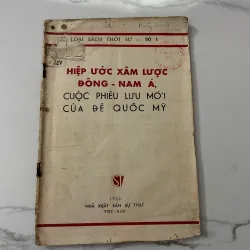 LOẠI SÁCH THỜI SỰ — SỐ 1
HIỆP ƯỚC XÂM LƯỢC
ĐÔNG - NAM Á,
CUỘC PHIÊU LƯU MỚI
CỦA ĐẾ QUỐC MỸ
ST
NHÀ XUẤT BẢN SỰ THẬT